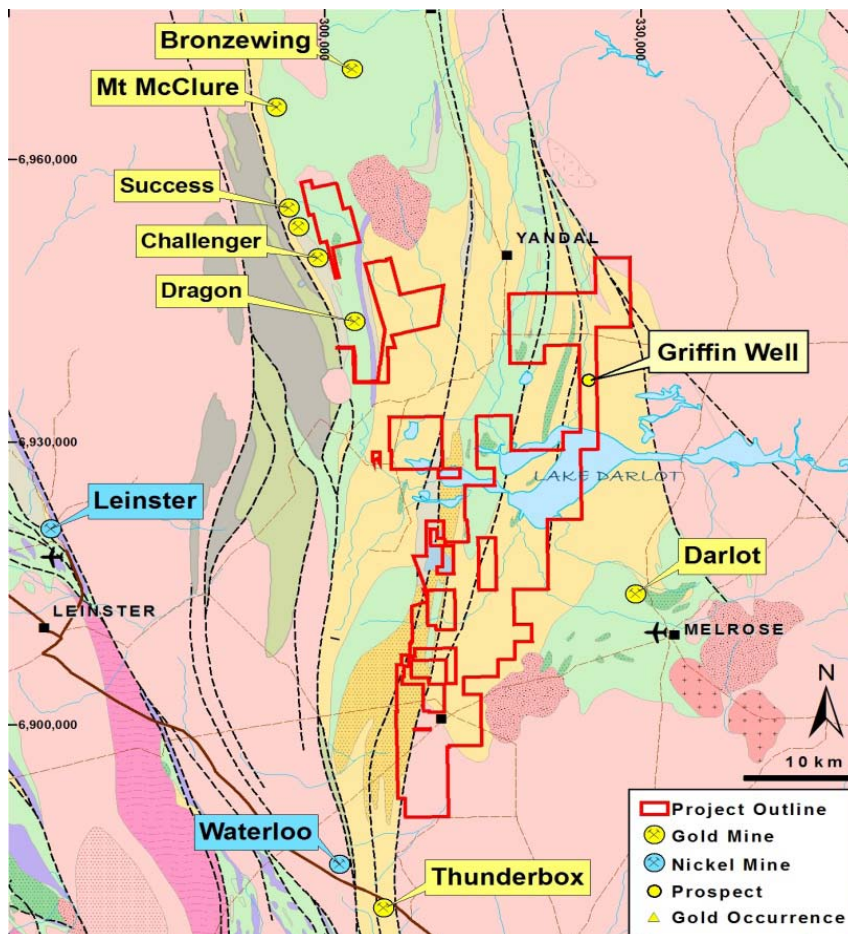 300,000
330,000
Bronzewing
Mt McClure
6,960,000
Success
YANDAL
Challenger
Dragon
Griffin Well
6,930,000
LAKE DARLOT
Leinster
Darlot
LEINSTER
MELROSE
N
6,900,000
10 km
Project Outline
Gold Mine
Waterloo
Nickel Mine
Thunderbox
Prospect
Gold Occurrence